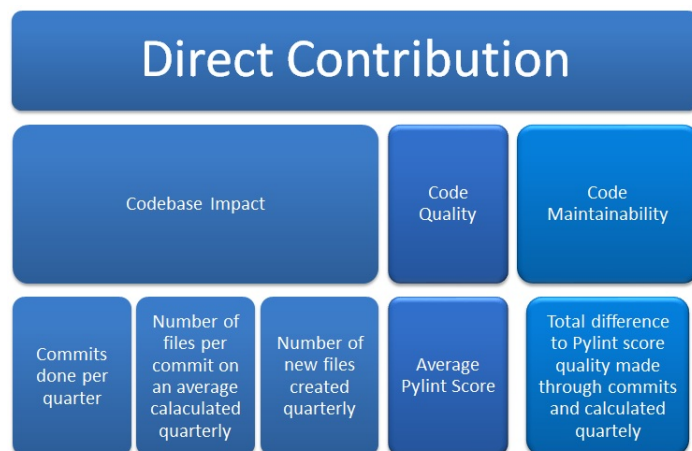 Direct Contribution
Codebase Impact
Code
Quality
Code
Maintainability
Commits
done per
quarter
Number of
files per
commit on
an average
calaculated
quarterly
Number of
new files
created
quarterly
Average
Pylint Score
Total difference
to Pylint score
quality made
through commits
and calculated
quartely